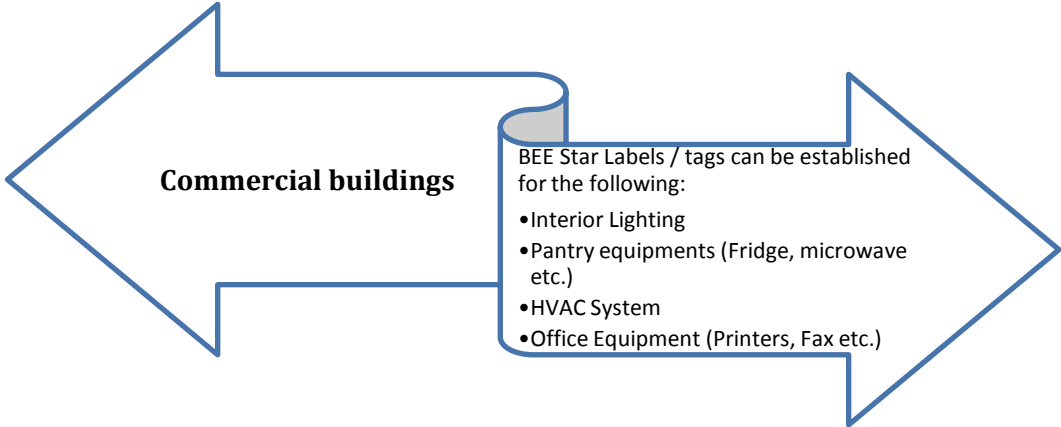 Commercial buildings
BEE Star Labels / tags can be established
for the following:
•Interior Lighting
•Pantry equipments (Fridge, microwave
etc.)
•HVAC System
•Office Equipment (Printers, Fax etc.)